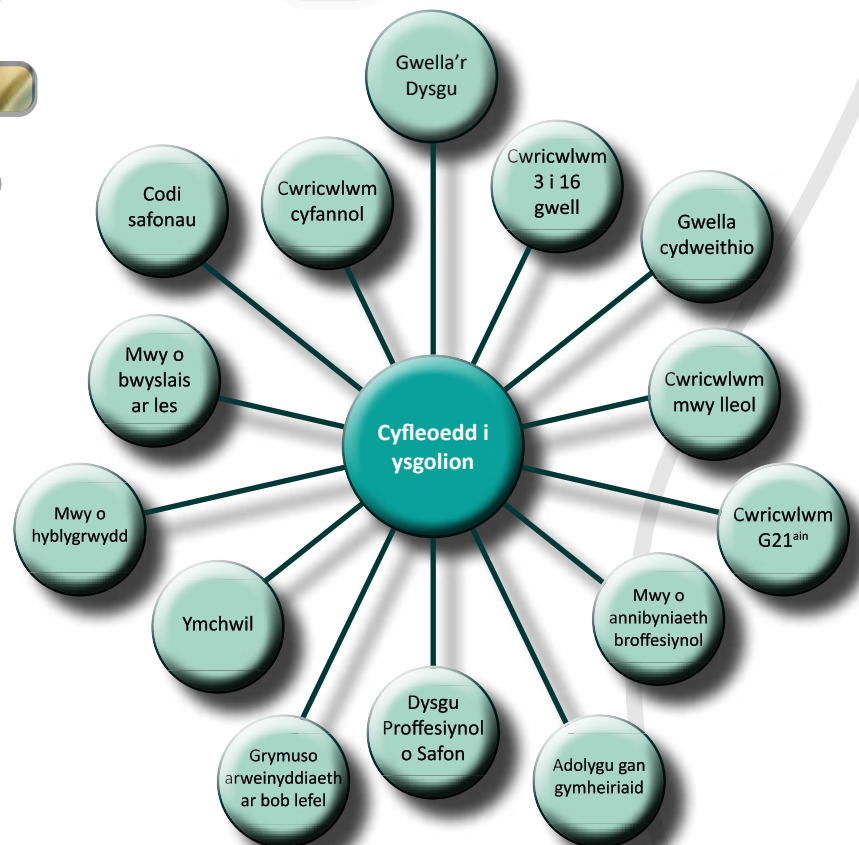 Gwella'r
Dysgu
Cwricwlwm
3 i 16
gwell
Gwella
cydweithio
Cwricwlwm
mwy lleol
Cwricwlwm
G21ain
Mwy o
annibyniaeth
broffesiynol
Adolygu gan
gymheiriaid
Dysgu
Proffesiynol
o Safon
Grymuso
arweinyddiaeth
ar bob lefel
Ymchwil
Mwy o
hyblygrwydd
Mwy o
bwyslais
ar les
Codi
safonau
Cwricwlwm
cyfannol
Cyfleoedd i
ysgolion